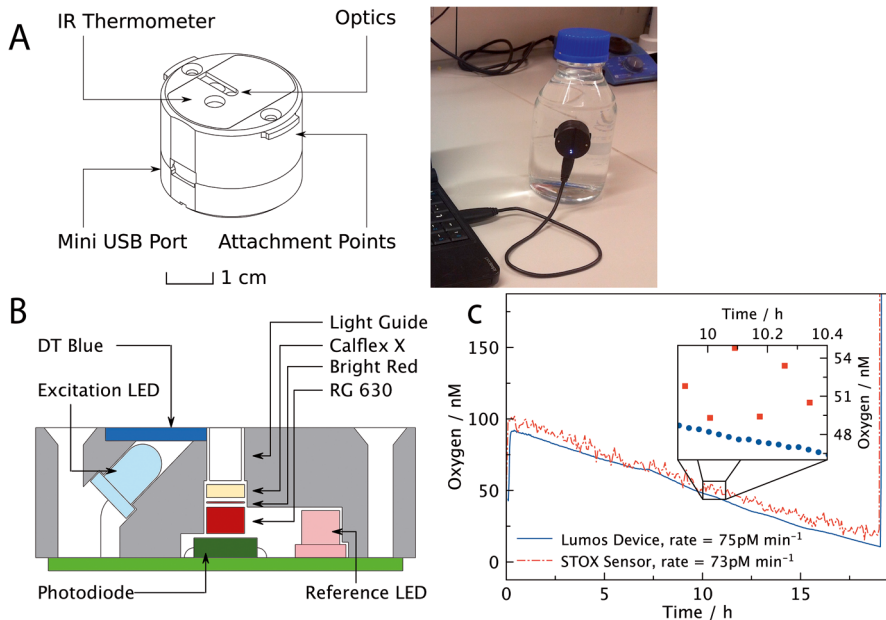 A
IR Thermometer
Optics
Mini USB Port
Attachment Points
1 cm
B
DT Blue
Excitation LED
Light Guide
Calflex X
Bright Red
RG 630
Photodiode
Reference LED
C
Time / h
10
10.2
10.4
54
51
48
Oxygen / nM
150
100
50
0
Oxygen / nM
Lumos Device, rate = 75pM min⁻¹
STOX Sensor, rate = 73pM min⁻¹
0
5
10
15
Time / h